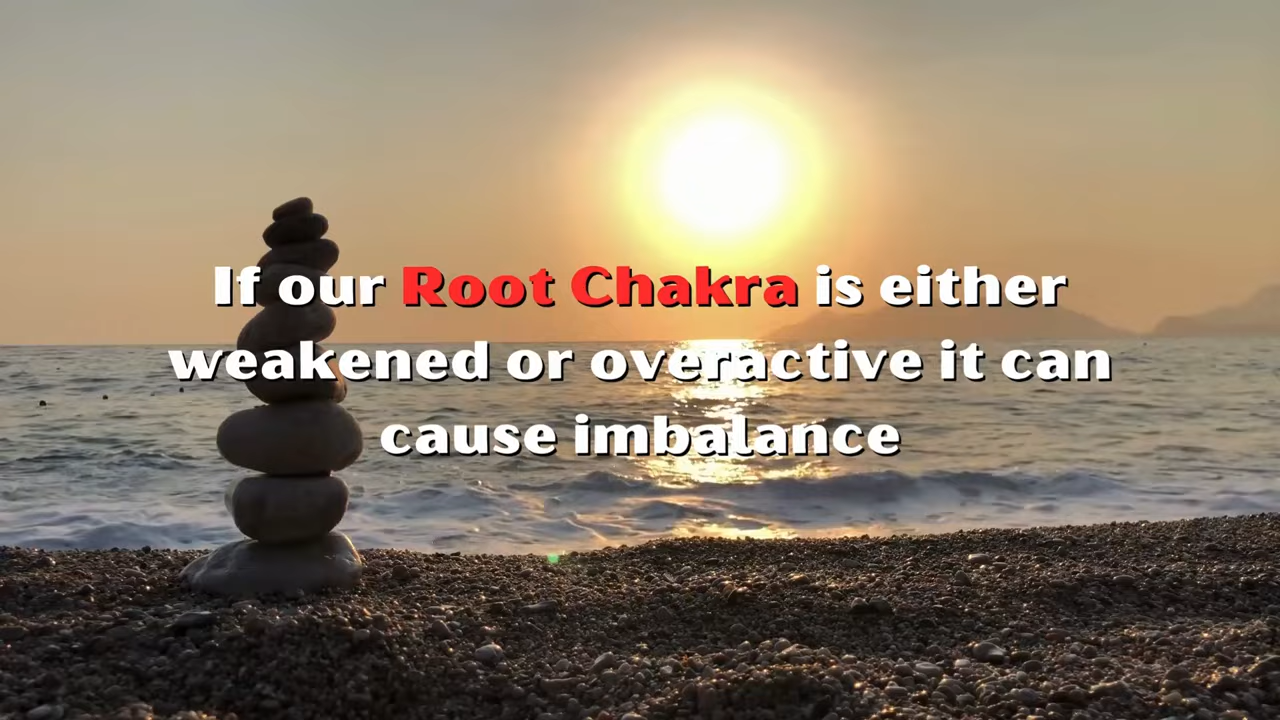 If our Root Chakra is either
weakened or overactive it can
cause imbalance